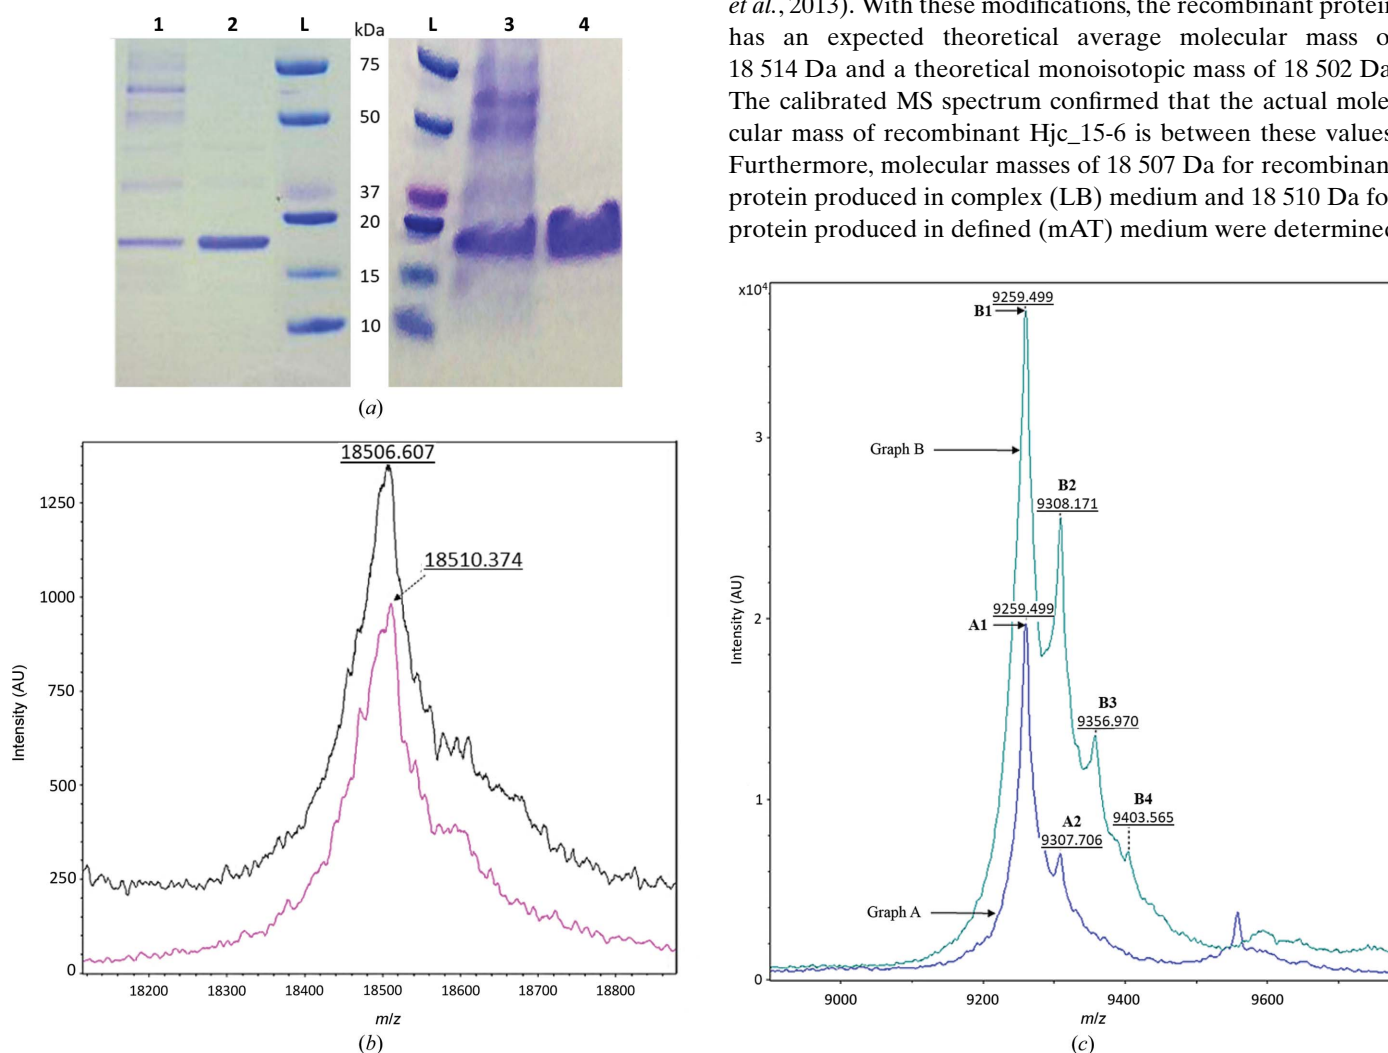 1 2 L kDa L 3 4
75
50
37
20
15
10
(a)
et al., 2013). With these modifications, the recombinant protein
has an expected theoretical average molecular mass o
18 514 Da and a theoretical monoisotopic mass of 18 502 Da
The calibrated MS spectrum confirmed that the actual mole
cular mass of recombinant Hjc_15-6 is between these values
Furthermore, molecular masses of 18 507 Da for recombinan
protein produced in complex (LB) medium and 18 510 Da fo
protein produced in defined (mAT) medium were determined
18506.607
18510.374
1250
1000
750
500
250
0
Intensity (AU)
18200 18300 18400 18500 18600 18700 18800
m/z
(b)
x10⁴
9259.499
B1
3
Graph B
B2
9308.171
9259.499
A1
2
B3
9356.970
B4
9403.565
A2
9307.706
1
Graph A
0
Intensity (AU)
9000 9200 9400 9600
m/z
(c)